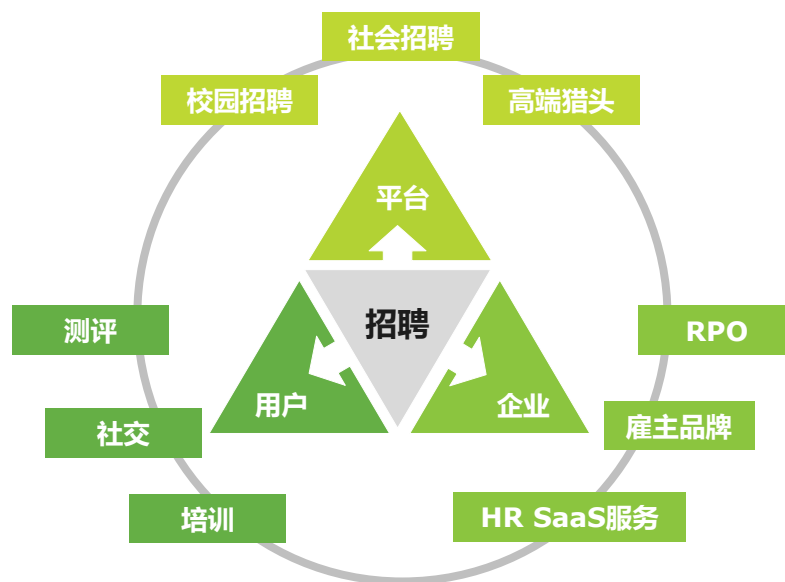 社会招聘
校园招聘
高端猎头
平台
招聘
测评
RPO
用户
企业
社交
雇主品牌
培训
HR SaaS服务